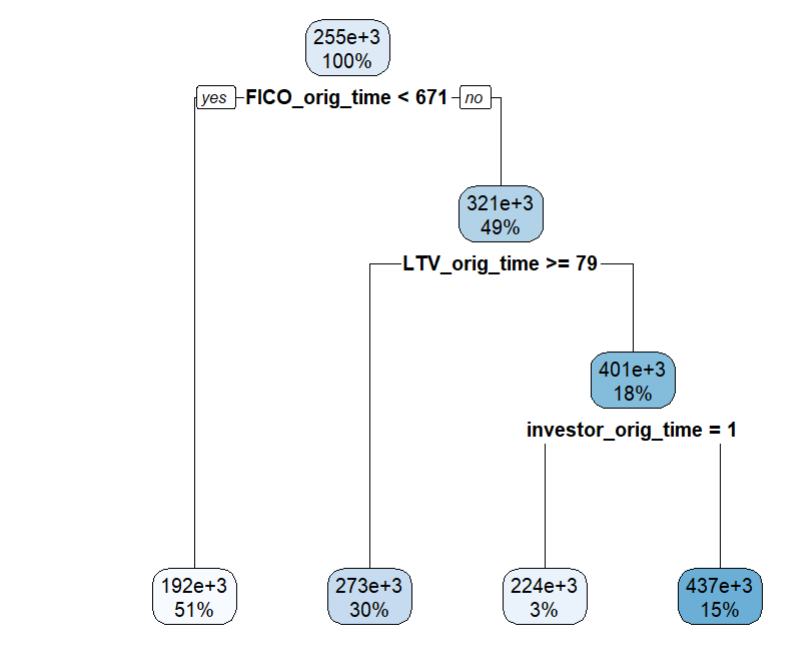 255e+3
100%
yes FICO_orig_time < 671 no
321e+3
49%
LTV_orig_time >= 79
401e+3
18%
investor_orig_time = 1
192e+3
51%
273e+3
30%
224e+3
3%
437e+3
15%